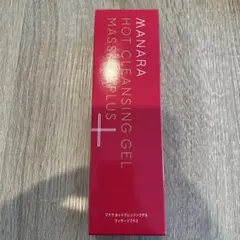 MANARA
HOT CLEANSING GEL
MASSAGE PLUS
マナラ ホットクレンジングゲル
マッサージプラス